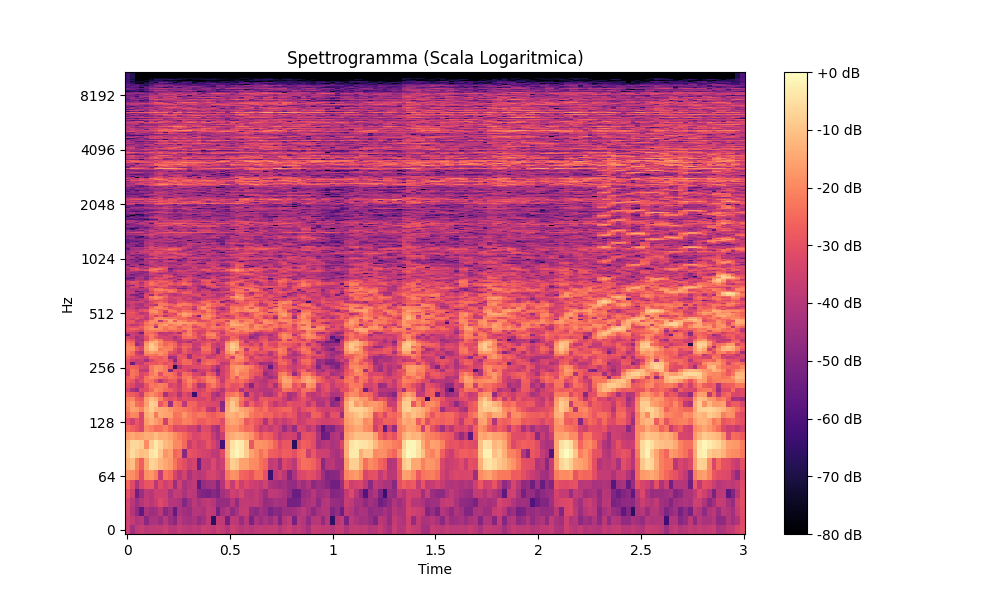 Spettrogramma (Scala Logaritmica)
Hz
8192
4096
2048
1024
512
256
128
64
0
0 0.5 1 1.5 2 2.5 3
Time
+0 dB
-10 dB
-20 dB
-30 dB
-40 dB
-50 dB
-60 dB
-70 dB
-80 dB